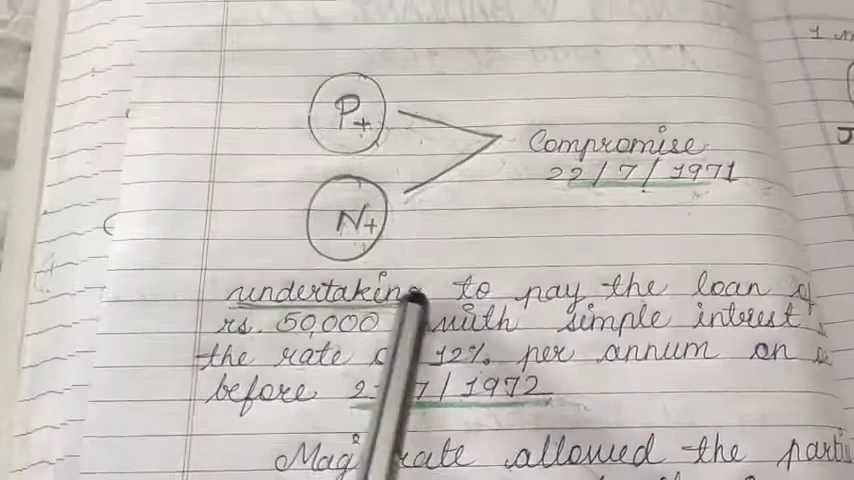 P+
Compromise
22/7/1971
N+
undertaking to pay the loan of
rs. 50,000 with simple interest
the rate 12% per annum on
before 7/1972
allowed the